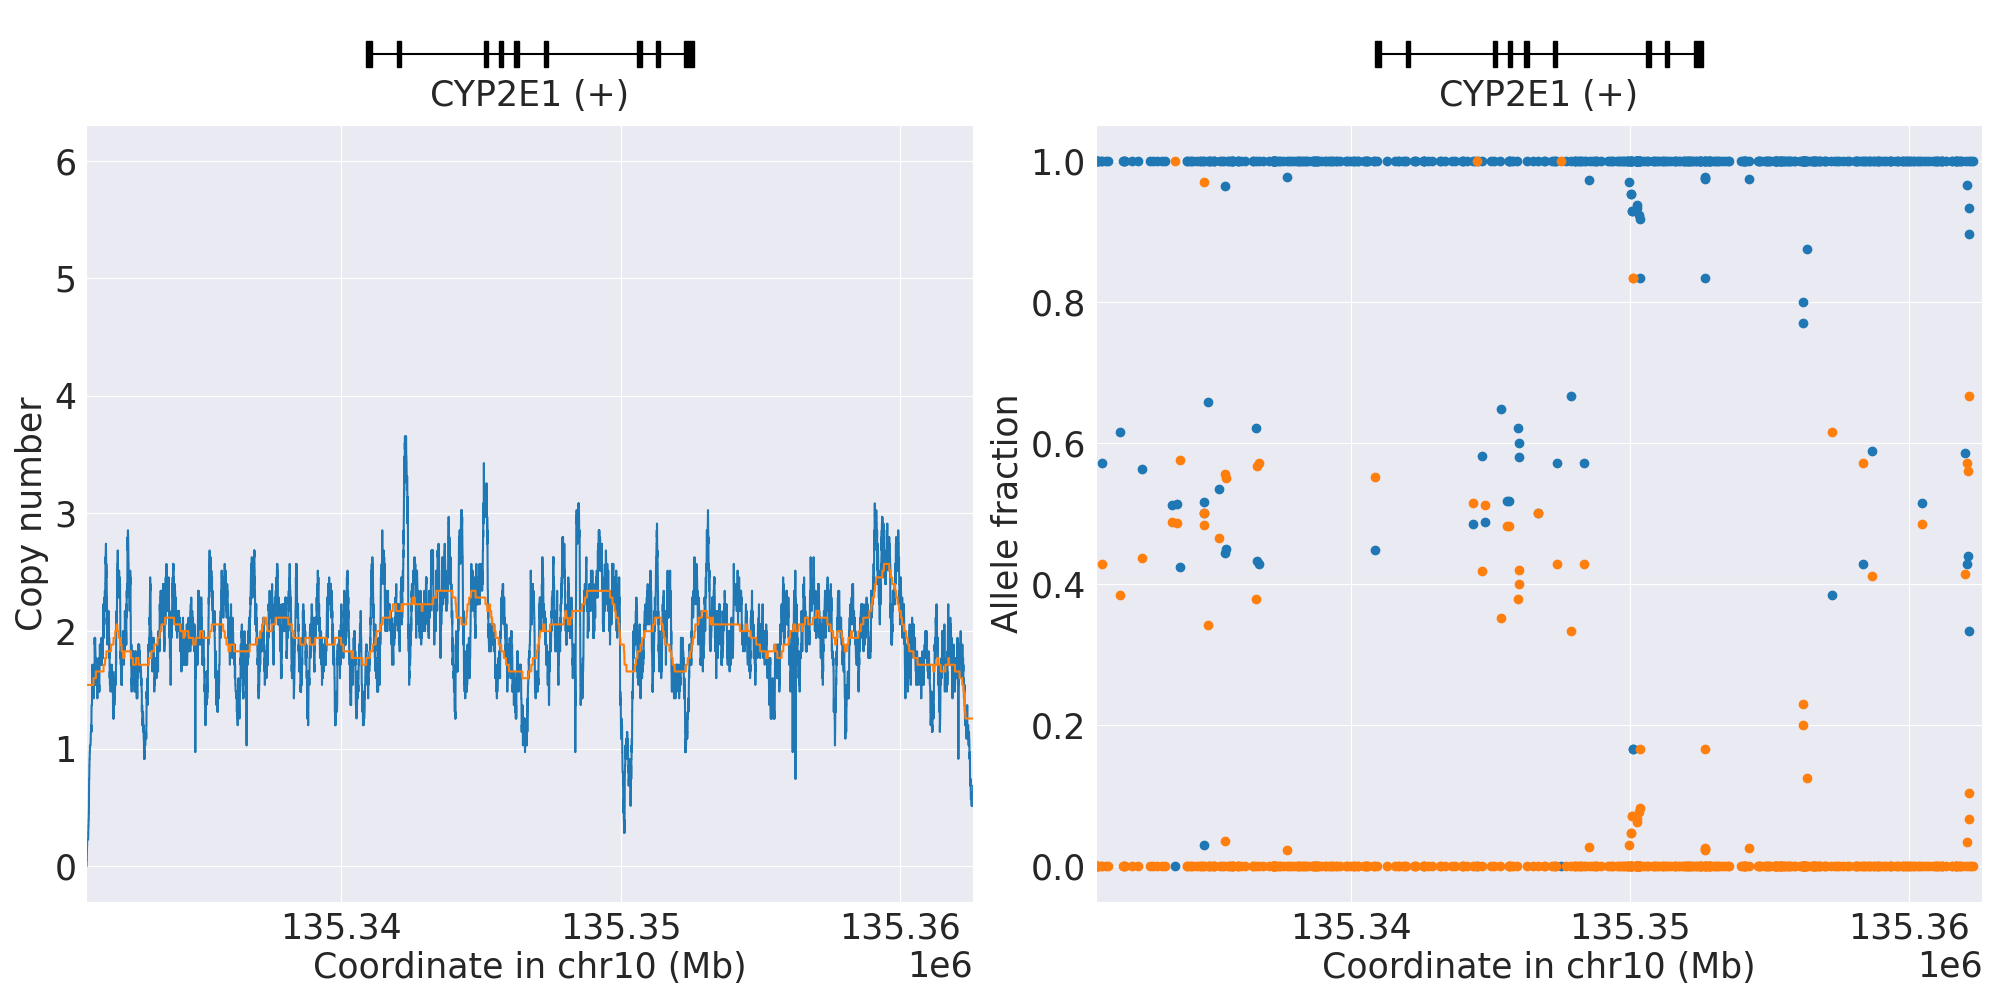 CYP2E1 (+)
6
5
4
3
2
1
0
Copy number
135.34 135.35 135.36
Coordinate in chr10 (Mb)
1e6
CYP2E1 (+)
1.0
0.8
0.6
0.4
0.2
0.0
Allele fraction
135.34 135.35 135.36
Coordinate in chr10 (Mb)
1e6